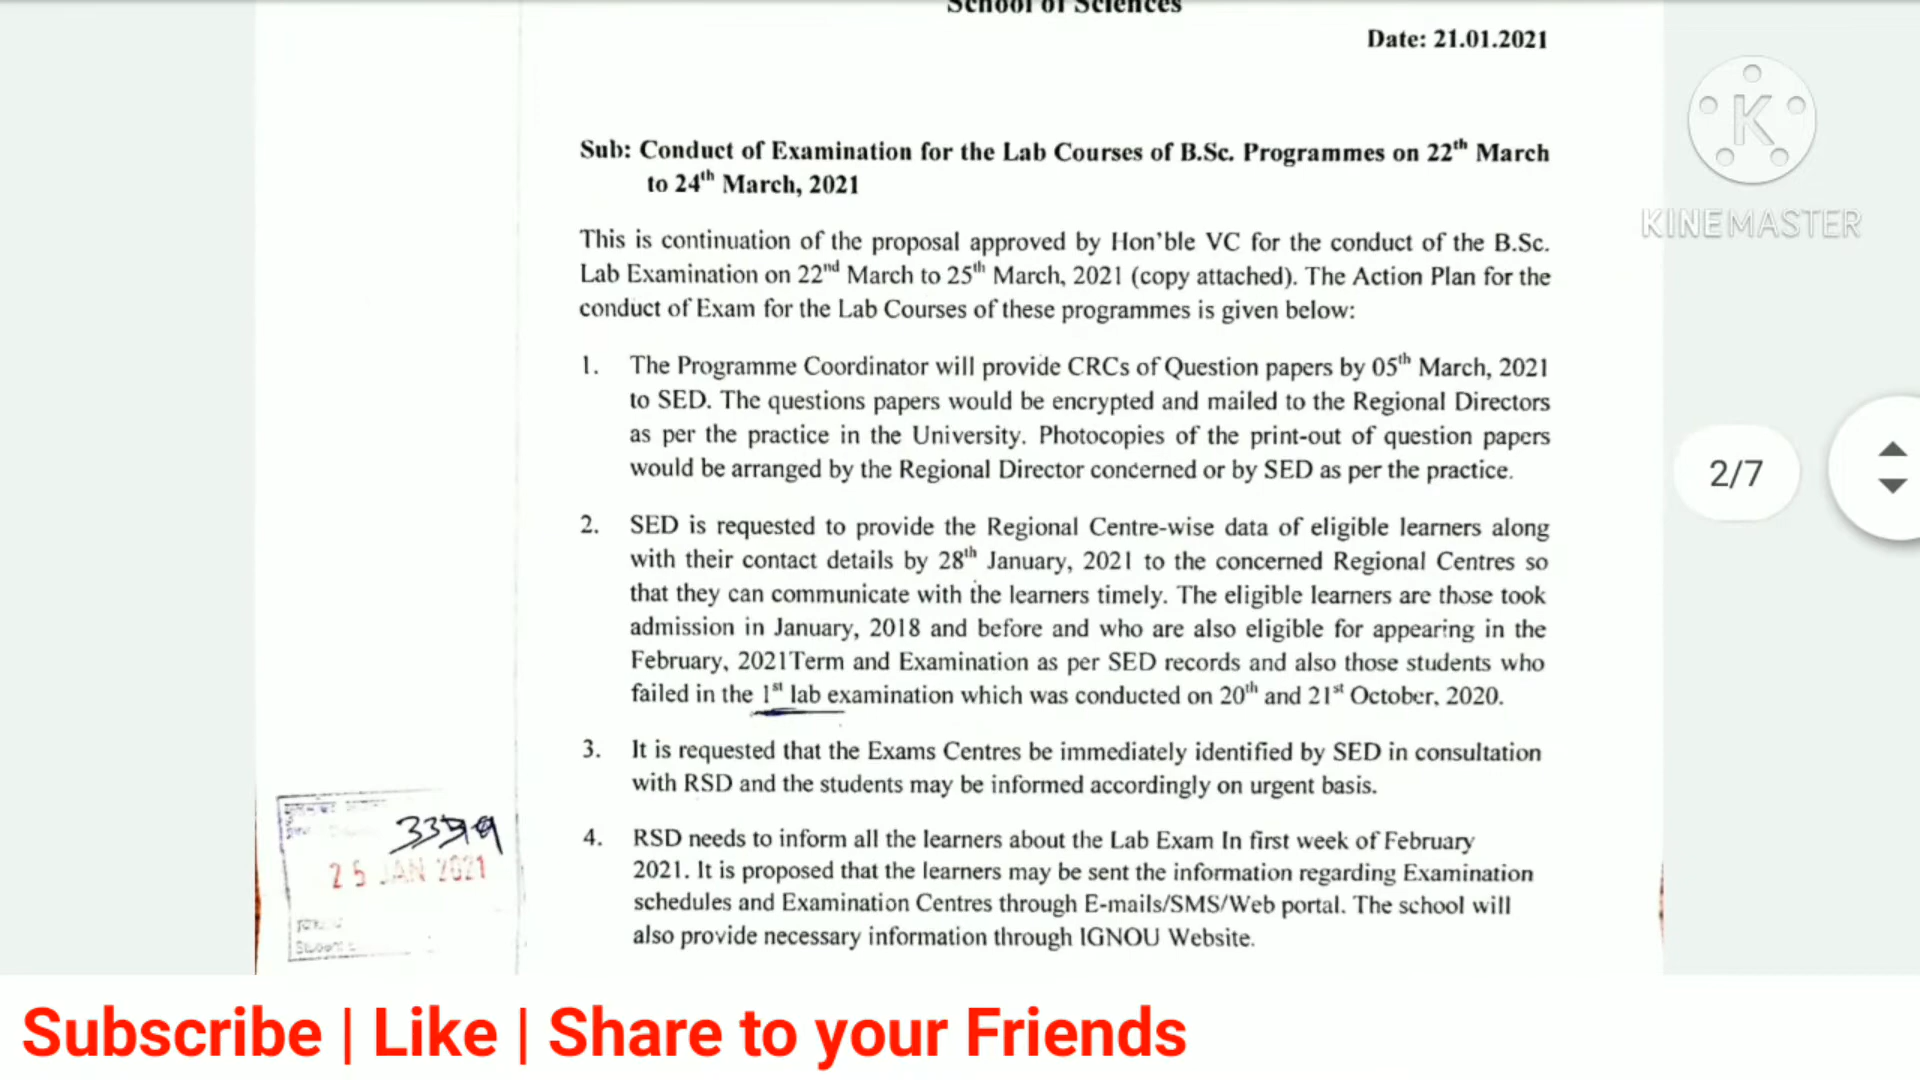 School of Sciences
Date: 21.01.2021
Sub: Conduct of Examination for the Lab Courses of B.Sc. Programmes on 22th March
to 24th March, 2021
This is continuation of the proposal approved by Hon'ble VC for the conduct of the B.Sc.
Lab Examination on 22nd March to 25th March, 2021 (copy attached). The Action Plan for the
conduct of Exam for the Lab Courses of these programmes is given below:
1. The Programme Coordinator will provide CRCs of Question papers by 05th March, 2021
to SED. The questions papers would be encrypted and mailed to the Regional Directors
as per the practice in the University. Photocopies of the print-out of question papers
would be arranged by the Regional Director concerned or by SED as per the practice.
2. SED is requested to provide the Regional Centre-wise data of eligible learners along
with their contact details by 28th January, 2021 to the concerned Regional Centres so
that they can communicate with the learners timely. The eligible learners are those took
admission in January, 2018 and before and who are also eligible for appearing in the
February, 2021Term and Examination as per SED records and also those students who
failed in the 1st lab examination which was conducted on 20th and 21st October, 2020.
3. It is requested that the Exams Centres be immediately identified by SED in consultation
with RSD and the students may be informed accordingly on urgent basis.
4. RSD needs to inform all the learners about the Lab Exam In first week of February
2021. It is proposed that the learners may be sent the information regarding Examination
schedules and Examination Centres through E-mails/SMS/Web portal. The school will
also provide necessary information through IGNOU Website.
25 JAN 2021
K
KINEMASTER
2/7
Subscribe | Like | Share to your Friends